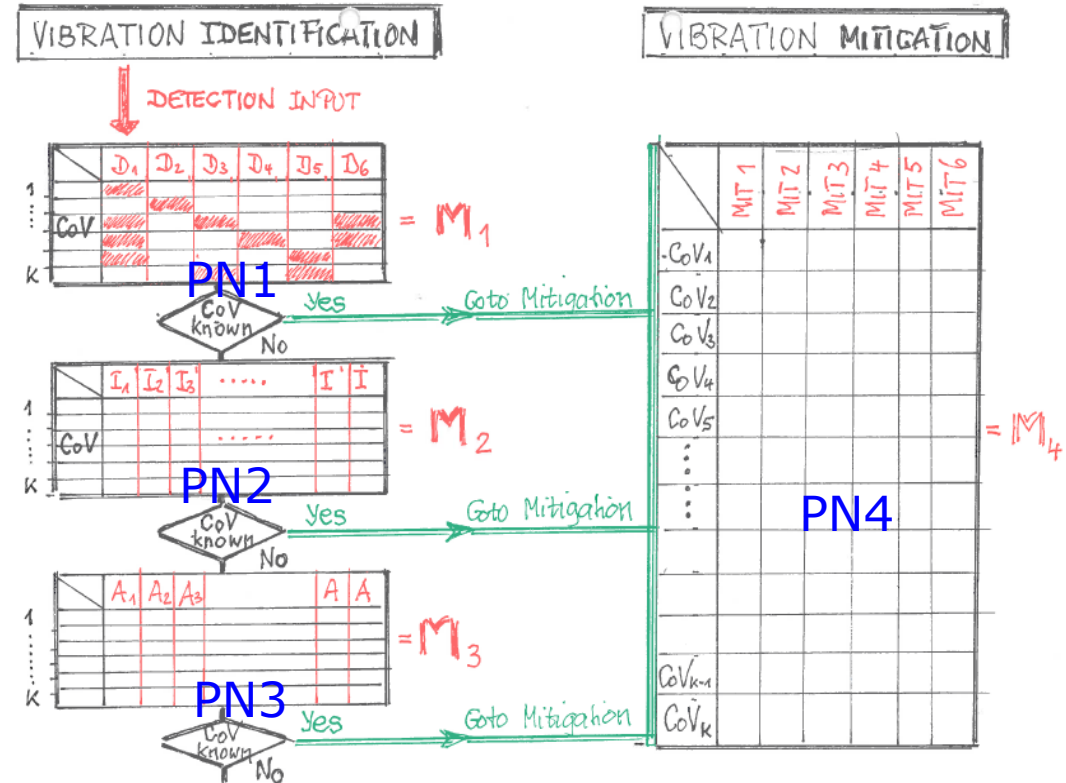 VIBRATION IDENTIFICATION
DETECTION INPUT
D1 D2 D3 D4 D5 D6
1
CoV
K
= M1
PN1
CoV known
Yes
Goto Mitigation
No
I1 I2 I3 ..... I I
1
CoV
.....
K
= M2
PN2
CoV known
Yes
Goto Mitigation
No
A1 A2 A3 A A
1
K
= M3
PN3
CoV known
Yes
Goto Mitigation
No
VIBRATION MITIGATION
MIT 1 MIT 2 MIT 3 MIT 4 MIT 5 MIT 6
CoV1
CoV2
CoV3
CoV4
CoV5
PN4
CoVK-1
CoVK
= M4